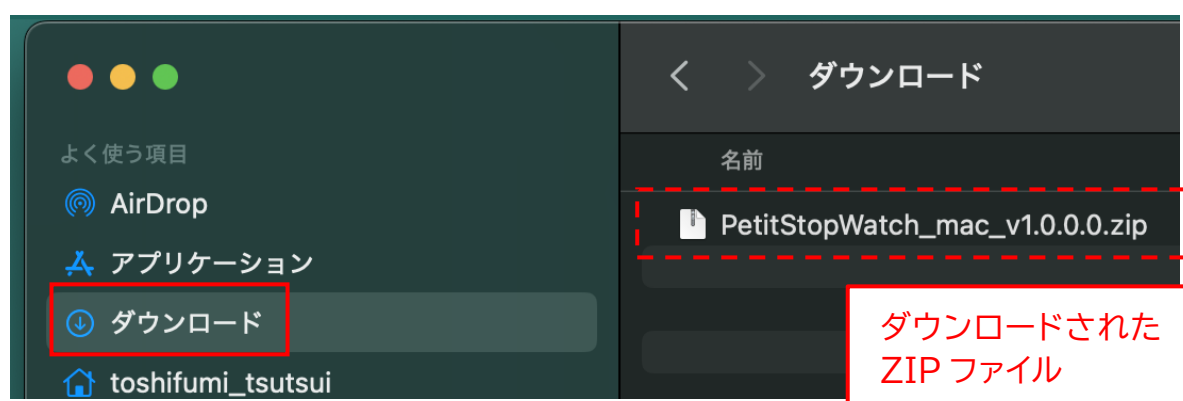 よく使う項目
AirDrop
アプリケーション
ダウンロード
toshifumi_tsutsui
ダウンロード
名前
PetitStopWatch_mac_v1.0.0.0.zip
ダウンロードされた
ZIP ファイル